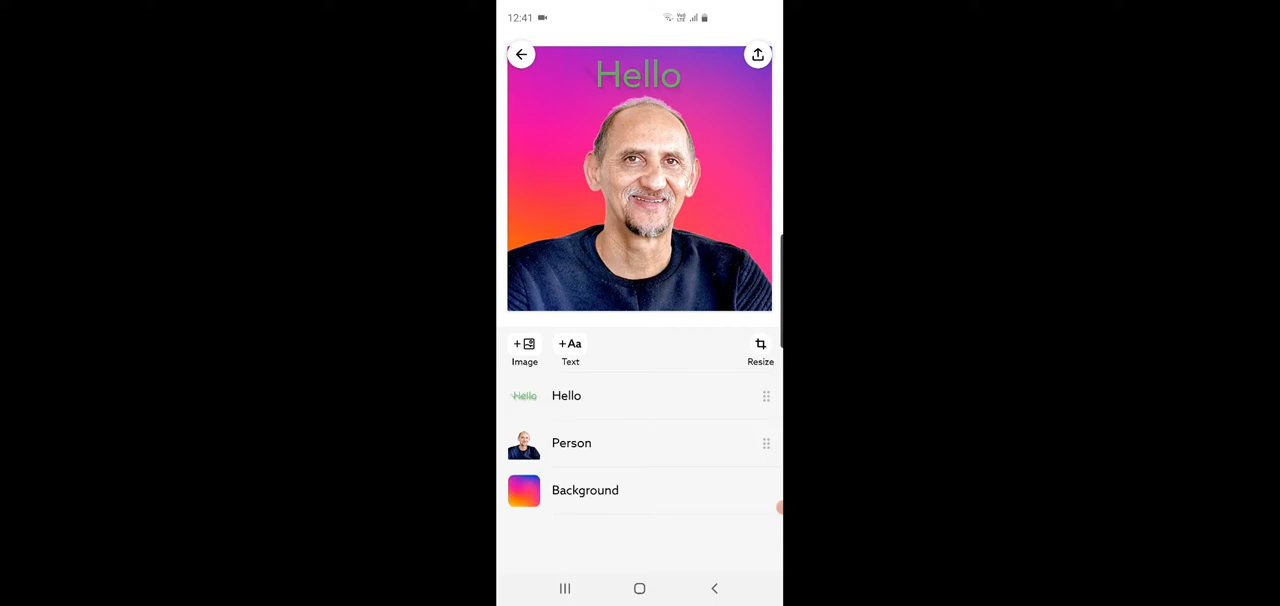 12:41
Hello
+
+Aa
Image
Text
Resize
Hello
Hello
Person
Background